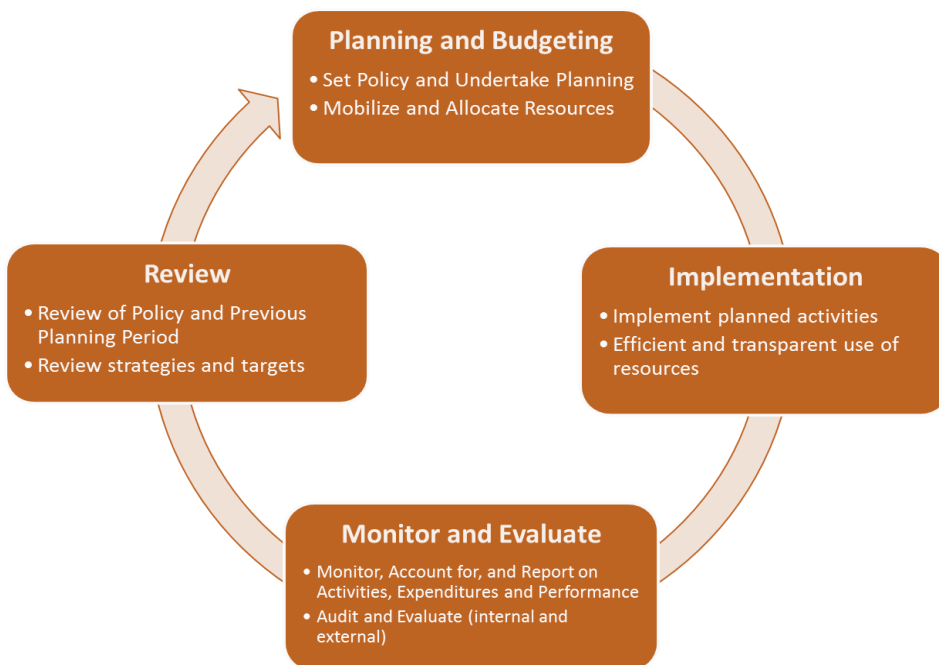 Planning and Budgeting
• Set Policy and Undertake Planning
• Mobilize and Allocate Resources
Implementation
• Implement planned activities
• Efficient and transparent use of
resources
Monitor and Evaluate
• Monitor, Account for, and Report on
Activities, Expenditures and Performance
• Audit and Evaluate (internal and
external)
Review
• Review of Policy and Previous
Planning Period
• Review strategies and targets